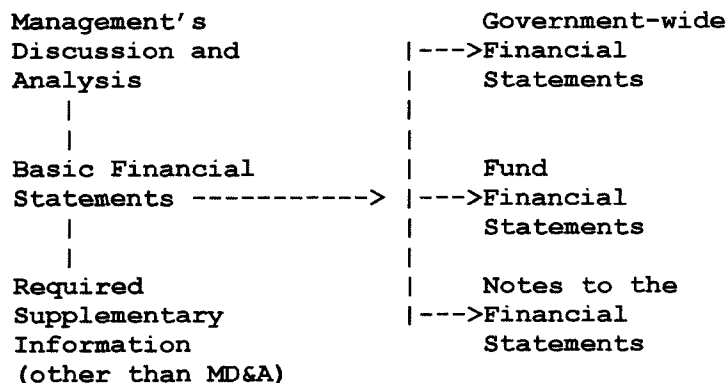 Management's Government-wide
Discussion and |--->Financial
Analysis | Statements
| |
| |
Basic Financial | Fund
Statements -----------> |--->Financial
| | Statements
| |
Required | Notes to the
Supplementary |--->Financial
Information Statements
(other than MD&A)